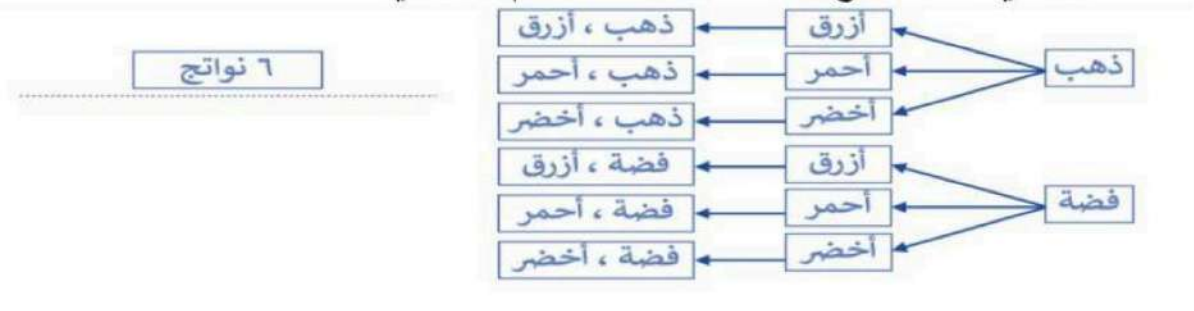 ذهب
أزرق
ذهب ، أزرق
أحمر
ذهب ، أحمر
أخضر
ذهب ، أخضر
فضة
أزرق
فضة ، أزرق
أحمر
فضة ، أحمر
أخضر
فضة ، أخضر
٦ نواتج